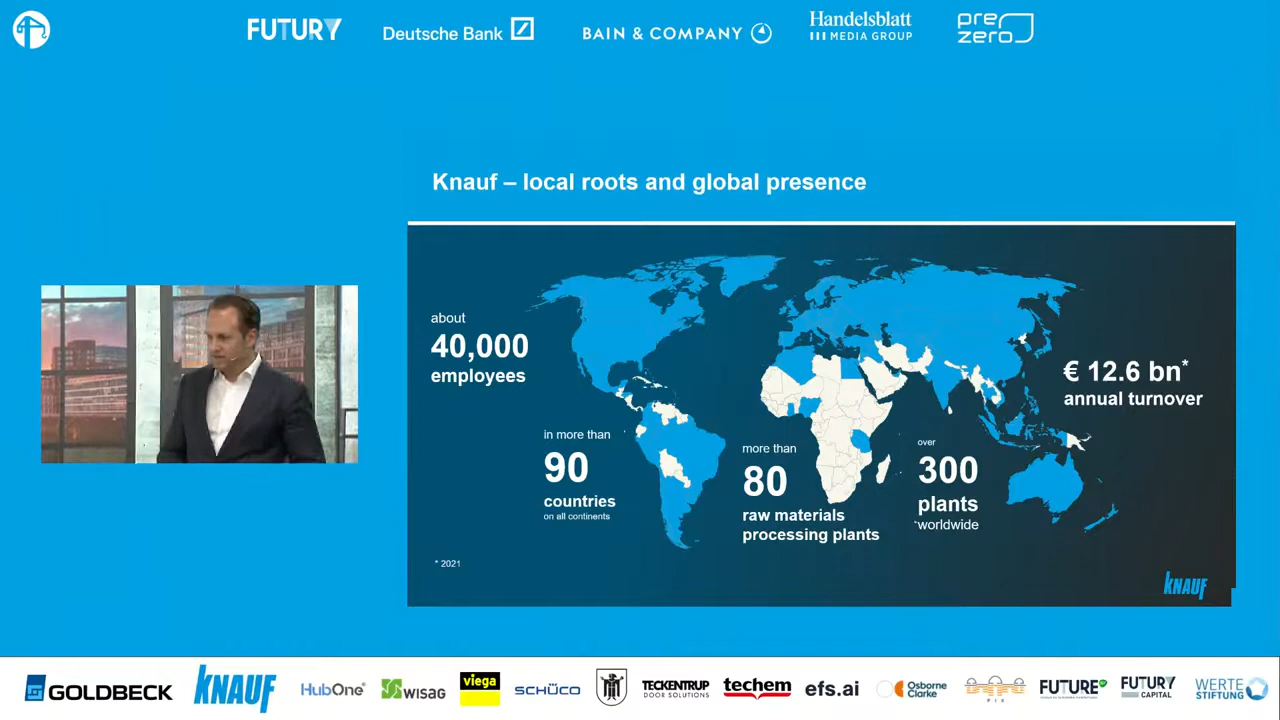 FUTURY
Deutsche Bank
BAIN & COMPANY
Handelsblatt
MEDIA GROUP
pre
zero
Knauf – local roots and global presence
about
40,000
employees
€ 12.6 bn*
annual turnover
in more than
90
countries
on all continents
more than
80
raw materials
processing plants
over
300
plants
*worldwide
* 2021
KNAUF
GOLDBECK
KNAUF
HubOne
WISAG
viega
SCHÜCO
TECKENTRUP
DOOR SOLUTIONS
techem
efs.ai
Osborne
Clarke
FUTURE
FUTURY
CAPITAL
WERTE
STIFTUNG